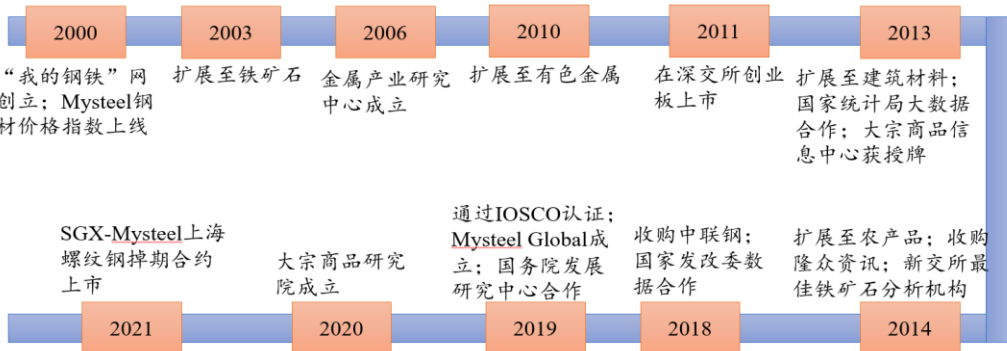 2000
2003
2006
2010
2011
2013
“我的钢铁”网
创立；Mysteel钢
材价格指数上线
扩展至铁矿石
金属产业研究
中心成立
扩展至有色金属
在深交所创业
板上市
扩展至建筑材料；
国家统计局大数据
合作；大宗商品信
息中心获授牌
SGX-Mysteel上海
螺纹钢掉期合约
上市
大宗商品研究
院成立
通过IOSCO认证；
Mysteel Global成
立；国务院发展
研究中心合作
收购中联钢；
国家发改委数
据合作
扩展至农产品；收购
隆众资讯；新交所最
佳铁矿石分析机构
2021
2020
2019
2018
2014